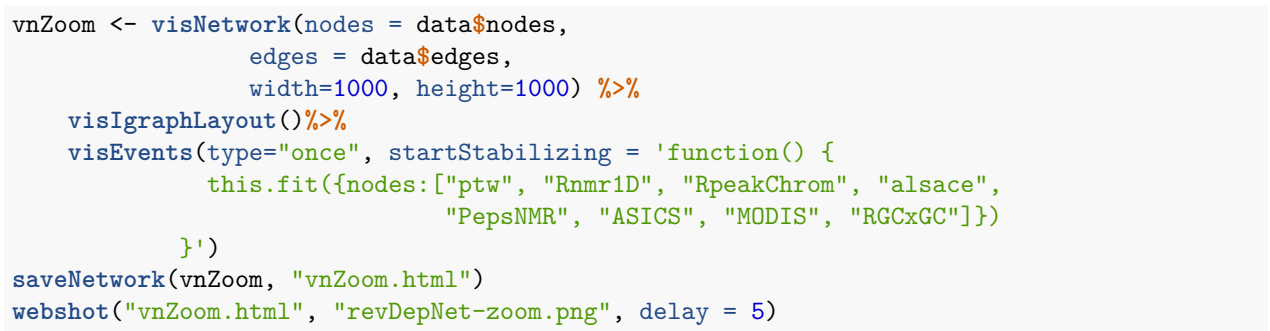 vnZoom <- visNetwork(nodes = data$nodes,
                     edges = data$edges,
                     width=1000, height=1000) %>%
    visIgraphLayout()%>%
    visEvents(type="once", startStabilizing = 'function() {
                 this.fit({nodes:["ptw", "Rnmr1D", "RpeakChrom", "alsace",
                                  "PepsNMR", "ASICS", "MODIS", "RGCxGC"]})
              }')
saveNetwork(vnZoom, "vnZoom.html")
webshot("vnZoom.html", "revDepNet-zoom.png", delay = 5)